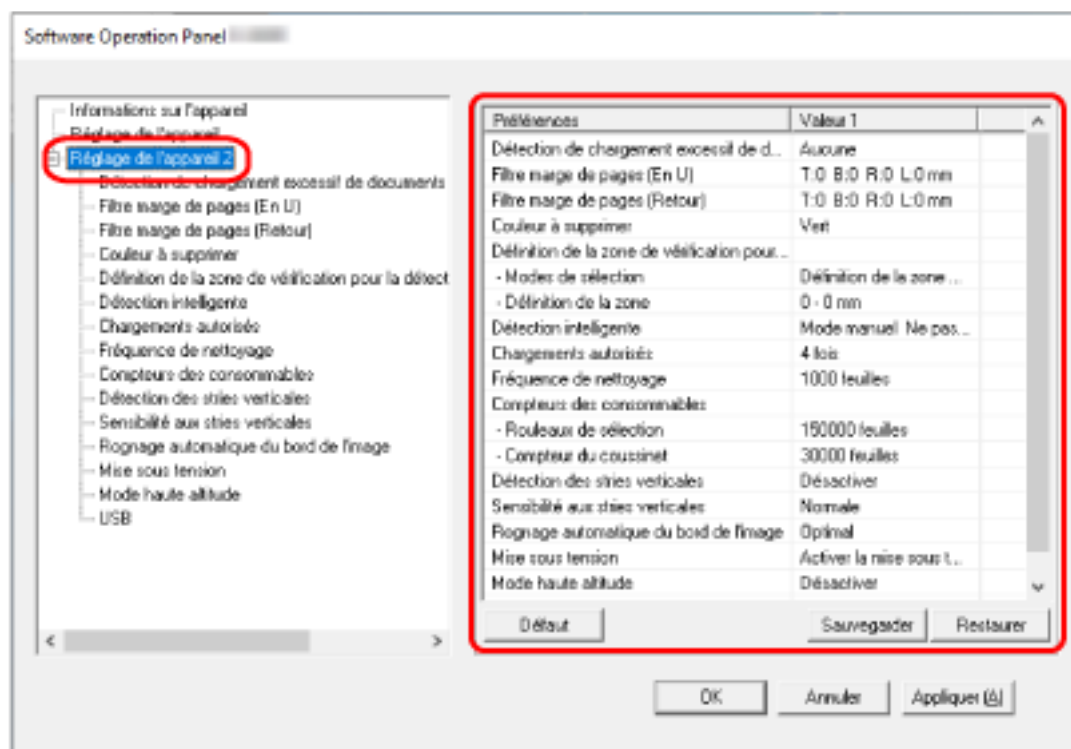 Software Operation Panel
Informations sur l'appareil
Réglage de l'appareil
Réglage de l'appareil 2
Détection de chargement excessif de documents
Filtre marge de pages (En U)
Filtre marge de pages (Retour)
Couleur à supprimer
Définition de la zone de vérification pour la détect
Détection intelligente
Chargements autorisés
Fréquence de nettoyage
Compteurs des consommables
Détection des stries verticales
Sensibilité aux stries verticales
Rognage automatique du bord de l'image
Mise sous tension
Mode haute altitude
USB
Préférences Valeur 1
Détection de chargement excessif de d... Aucune
Filtre marge de pages (En U) T:0 B:0 R:0 L:0 mm
Filtre marge de pages (Retour) T:0 B:0 R:0 L:0 mm
Couleur à supprimer Vert
Définition de la zone de vérification pour...
- Modes de sélection Définition de la zone ...
- Définition de la zone 0 - 0 mm
Détection intelligente Mode manuel Ne pas...
Chargements autorisés 4 fois
Fréquence de nettoyage 1000 feuilles
Compteurs des consommables
- Rouleaux de sélection 150000 feuilles
- Compteur du coussinet 30000 feuilles
Détection des stries verticales Désactiver
Sensibilité aux stries verticales Normale
Rognage automatique du bord de l'image Optimal
Mise sous tension Activer la mise sous t...
Mode haute altitude Désactiver
Défaut Sauvegarder Restaurer
OK Annuler Appliquer (A)